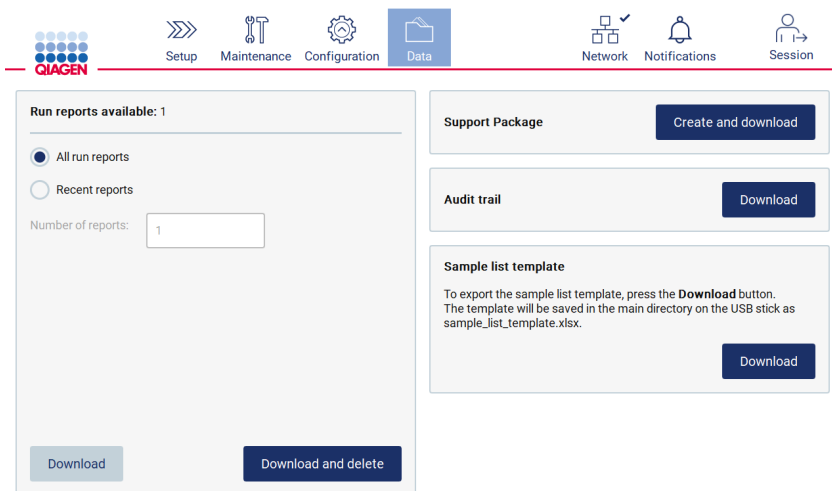 QIAGEN
Setup
Maintenance
Configuration
Data
Network
Notifications
Session
Run reports available: 1
All run reports
Recent reports
Number of reports:
1
Download
Download and delete
Support Package
Create and download
Audit trail
Download
Sample list template
To export the sample list template, press the Download button.
The template will be saved in the main directory on the USB stick as
sample_list_template.xlsx.
Download